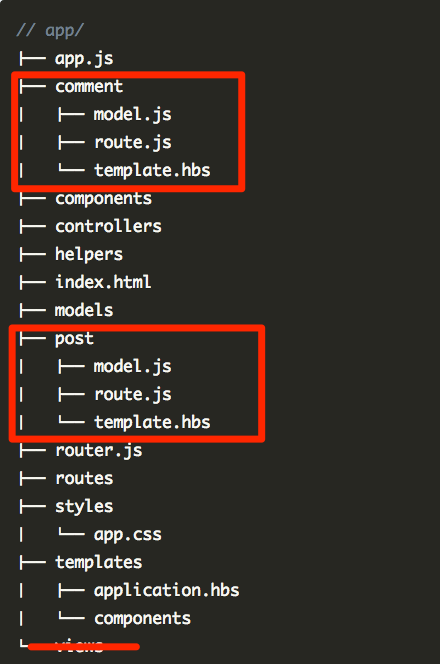 // app/
├── app.js
├── comment
|   ├── model.js
|   ├── route.js
|   └── template.hbs
├── components
├── controllers
├── helpers
├── index.html
├── models
├── post
|   ├── model.js
|   ├── route.js
|   └── template.hbs
├── router.js
├── routes
├── styles
|   └── app.css
├── templates
|   ├── application.hbs
|   └── components
└── views